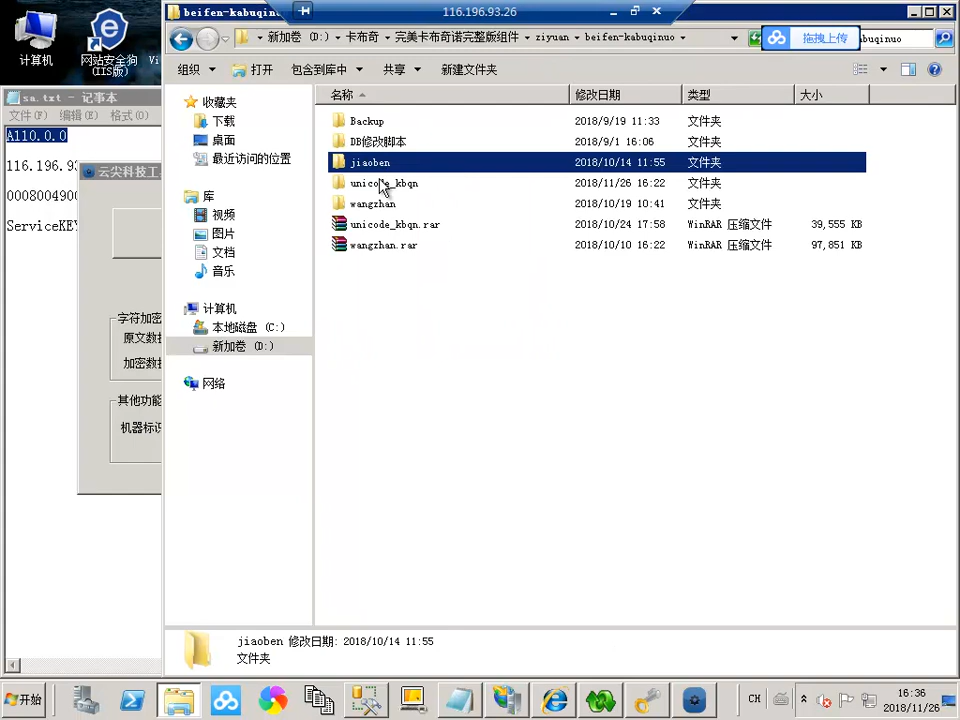 beifen-kabuqinu
116.196.93.26
计算机
网站安全狗
(IIS版)
Vi
新加卷 (D:) 卡布奇 完美卡布奇诺完整版组件 ziyuan beifen-kabuqinuo
拖拽上传
buqinuo
组织 打开 包含到库中 共享 新建文件夹
sa.txt - 记事本
文件(F) 编辑(E) 格式(O)
A110.0.0
116.196.93
000800490
ServiceKEY
云尖科技工
字符加密
原文数据
加密数据
其他功能
机器标识
收藏夹
下载
桌面
最近访问的位置
库
视频
图片
文档
音乐
计算机
本地磁盘 (C:)
新加卷 (D:)
网络
名称 修改日期 类型 大小
Backup 2018/9/19 11:33 文件夹
DB修改脚本 2018/9/1 16:06 文件夹
jiaoben 2018/10/14 11:55 文件夹
unicode_kbqn 2018/11/26 16:22 文件夹
wangzhan 2018/10/19 10:41 文件夹
unicode_kbqn.rar 2018/10/24 17:58 WinRAR 压缩文件 39,555 KB
wangzhan.rar 2018/10/10 16:22 WinRAR 压缩文件 97,851 KB
jiaoben 修改日期: 2018/10/14 11:55
文件夹
开始
CH
16:36
2018/11/26